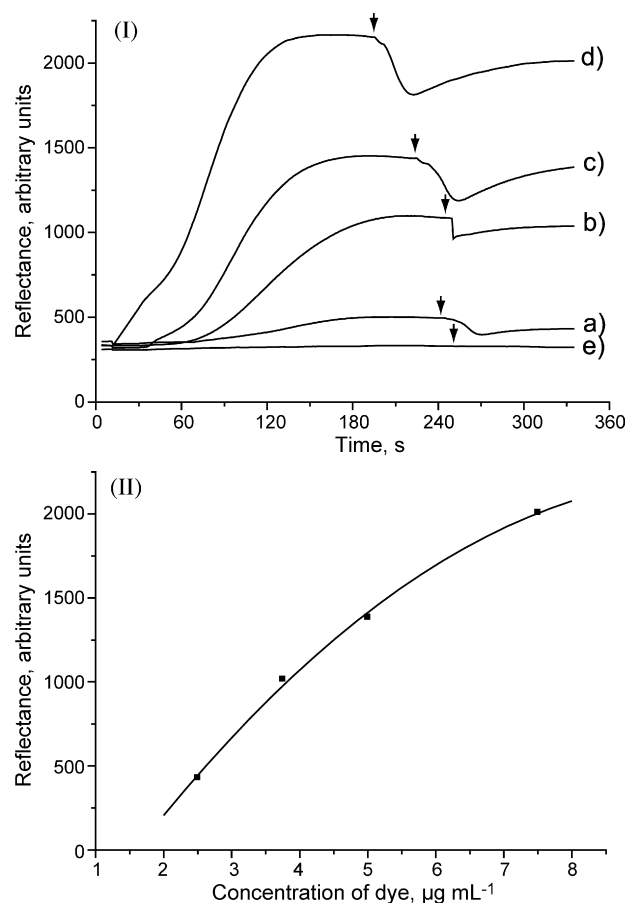 (I)
Reflectance, arbitrary units
2000
1500
1000
500
0
d)
c)
b)
a)
e)
0 60 120 180 240 300 360
Time, s
(II)
Reflectance, arbitrary units
2000
1500
1000
500
0
1 2 3 4 5 6 7 8
Concentration of dye, µg mL-1